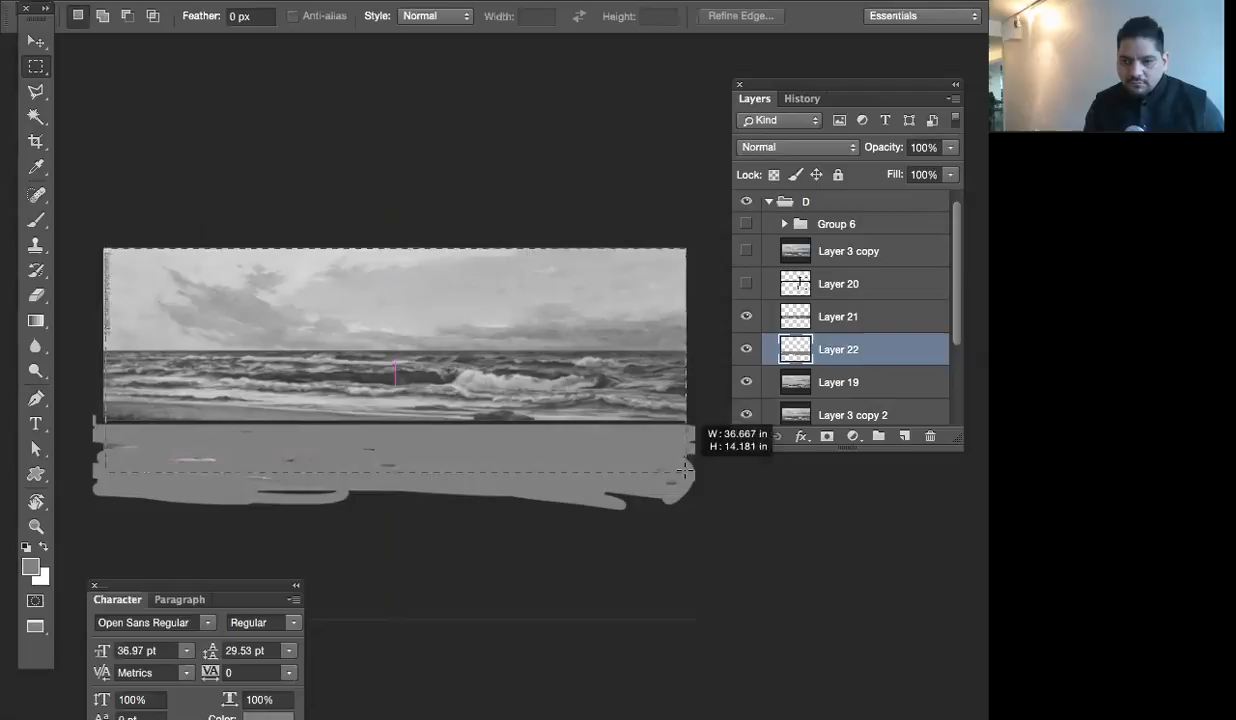 Feather: 0 px Anti-alias Style: Normal Width: Height: Refine Edge... Essentials
Layers History
Kind T
Normal Opacity: 100%
Lock: Fill: 100%
D
Group 6
Layer 3 copy
Layer 20
Layer 21
Layer 22
Layer 19
Layer 3 copy 2
fx
W: 36.667 in
H: 14.181 in
Character Paragraph
Open Sans Regular Regular
36.97 pt 29.53 pt
Metrics 0
100% 100%
0 pt Color: